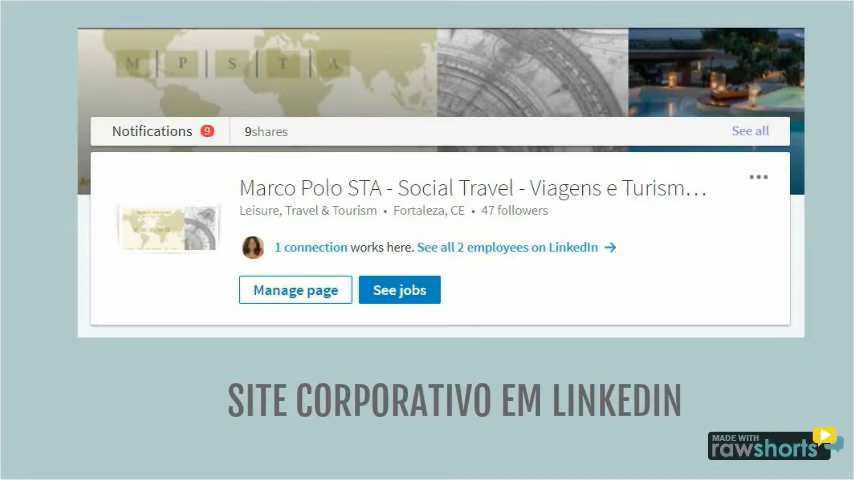 M P S T A
Notifications 9 9shares See all
Marco Polo STA - Social Travel - Viagens e Turism...
Leisure, Travel & Tourism • Fortaleza, CE • 47 followers
1 connection works here. See all 2 employees on LinkedIn →
Manage page See jobs
SITE CORPORATIVO EM LINKEDIN
MADE WITH
rawshorts